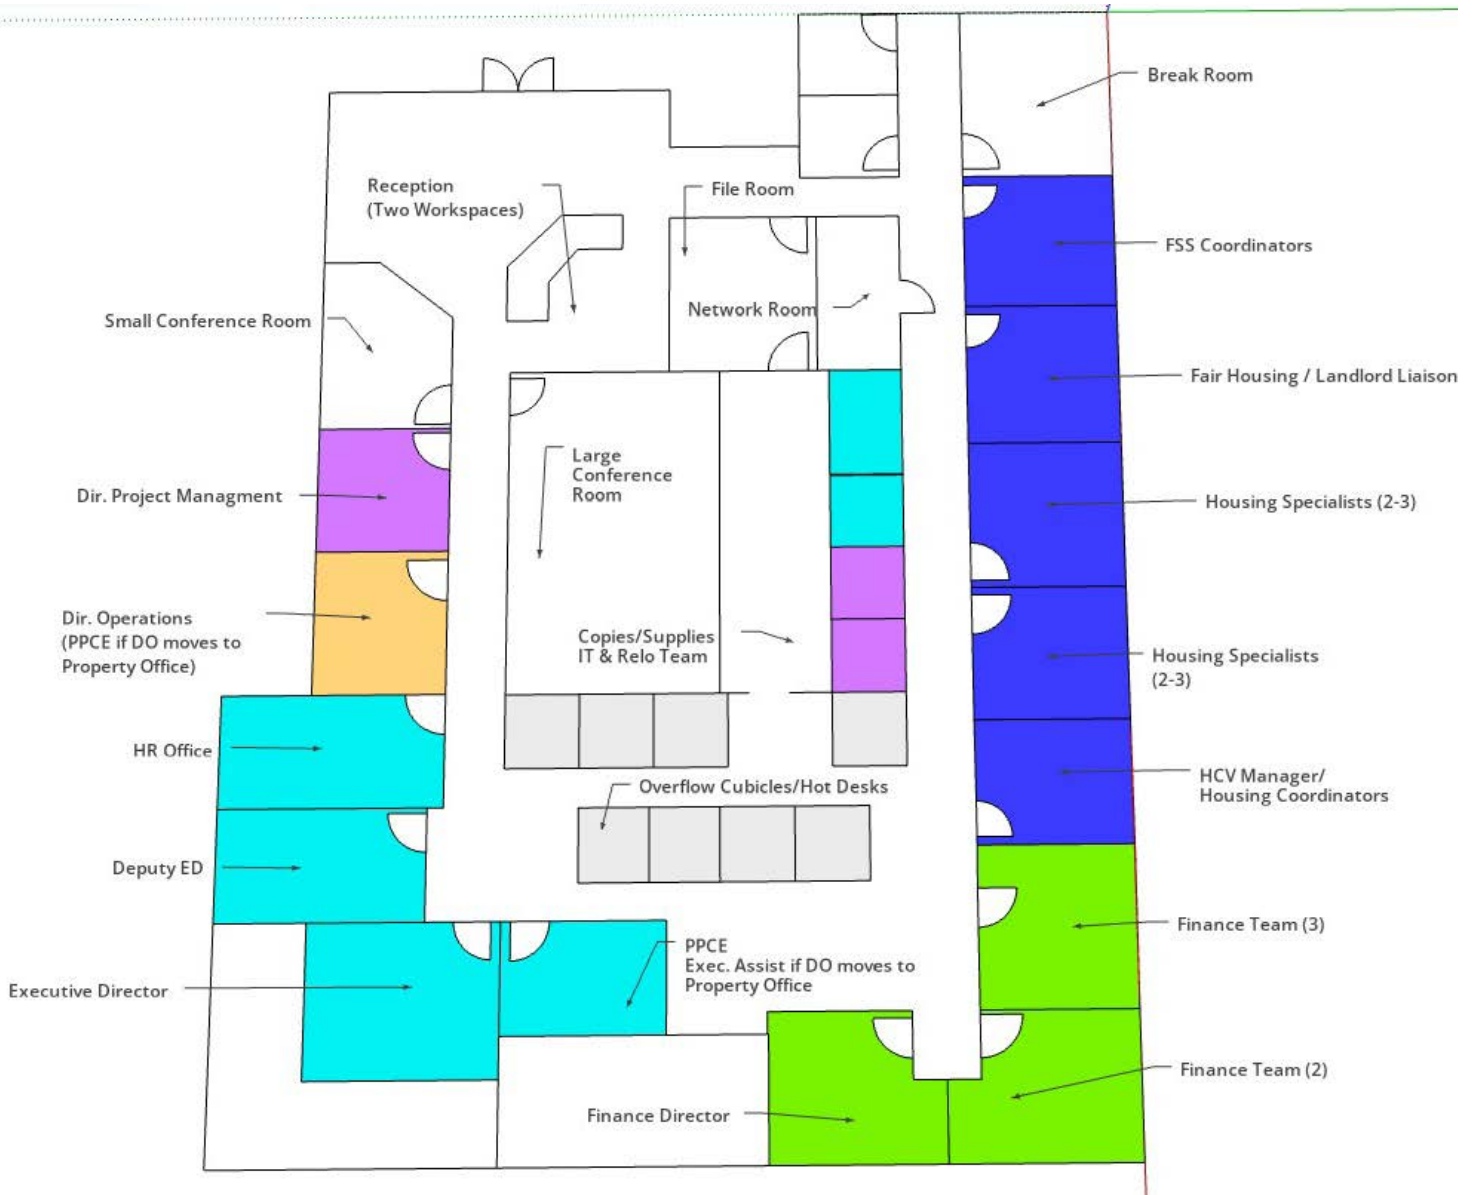 Break Room
Reception
(Two Workspaces)
File Room
FSS Coordinators
Network Room
Small Conference Room
Fair Housing / Landlord Liaison
Large
Conference
Room
Dir. Project Managment
Housing Specialists (2-3)
Dir. Operations
(PPCE if DO moves to
Property Office)
Copies/Supplies
IT & Relo Team
Housing Specialists
(2-3)
HR Office
Overflow Cubicles/Hot Desks
HCV Manager/
Housing Coordinators
Deputy ED
Finance Team (3)
PPCE
Exec. Assist if DO moves to
Property Office
Executive Director
Finance Team (2)
Finance Director